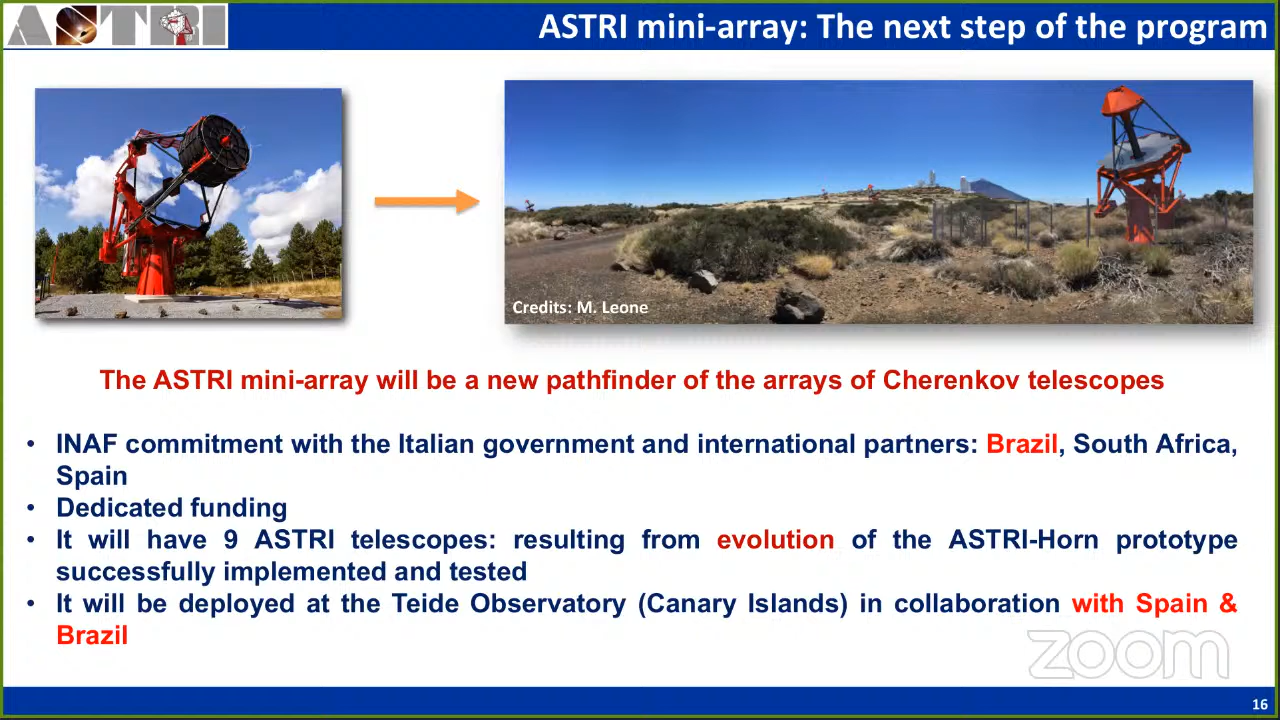 ASTRI
ASTRI mini-array: The next step of the program
Credits: M. Leone
The ASTRI mini-array will be a new pathfinder of the arrays of Cherenkov telescopes
• INAF commitment with the Italian government and international partners: Brazil, South Africa,
Spain
• Dedicated funding
• It will have 9 ASTRI telescopes: resulting from evolution of the ASTRI-Horn prototype
successfully implemented and tested
• It will be deployed at the Teide Observatory (Canary Islands) in collaboration with Spain &
Brazil
zoom
16